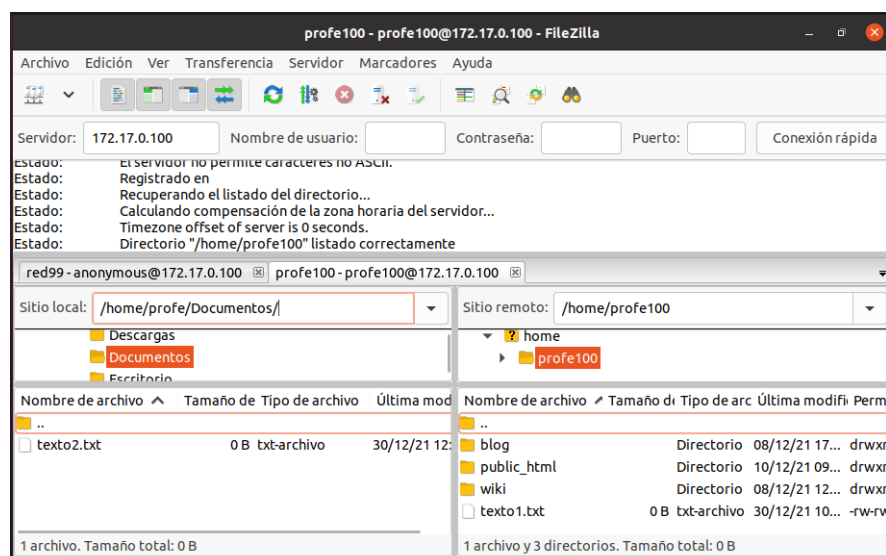 profe100 - profe100@172.17.0.100 - FileZilla
Archivo Edición Ver Transferencia Servidor Marcadores Ayuda
Servidor: 172.17.0.100 Nombre de usuario: Contraseña: Puerto: Conexión rápida
Estado: El servidor no permite caracteres no ASCII.
Estado: Registrado en
Estado: Recuperando el listado del directorio...
Estado: Calculando compensación de la zona horaria del servidor...
Estado: Timezone offset of server is 0 seconds.
Estado: Directorio "/home/profe100" listado correctamente
red99 - anonymous@172.17.0.100 profe100 - profe100@172.17.0.100
Sitio local: /home/profe/Documentos/ Sitio remoto: /home/profe100
Descargas ? home
Documentos profe100
Escritorio
Nombre de archivo Tamaño de Tipo de archivo Última mod Nombre de archivo Tamaño de Tipo de arc Última modifi Perm
.. ..
texto2.txt 0 B txt-archivo 30/12/21 12: blog Directorio 08/12/21 17... drwxr
public_html Directorio 10/12/21 09... drwxr
wiki Directorio 08/12/21 12... drwxr
texto1.txt 0 B txt-archivo 30/12/21 10... -rw-rw
1 archivo. Tamaño total: 0 B 1 archivo y 3 directorios. Tamaño total: 0 B